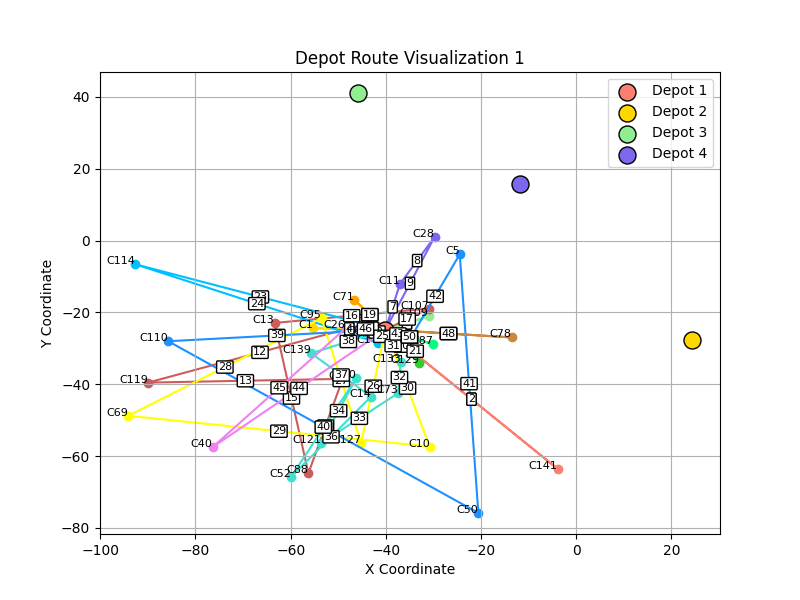 Depot Route Visualization 1
Depot 1
Depot 2
Depot 3
Depot 4
Y Coordinate
40
20
0
−20
−40
−60
−80
C28
C5
8
C114
C11
9
23
24
42
C71
7
C107
C95
16
19
17
C13
C1
46
C110
39
25
50
48
C78
38
31
C139
12
21
28
C119
13
32
41
45
44
26
30
15
2
C14
34
C69
33
29
40
36
C40
C121
C10
C52
C88
C141
C50
−100
−80
−60
−40
−20
0
20
X Coordinate